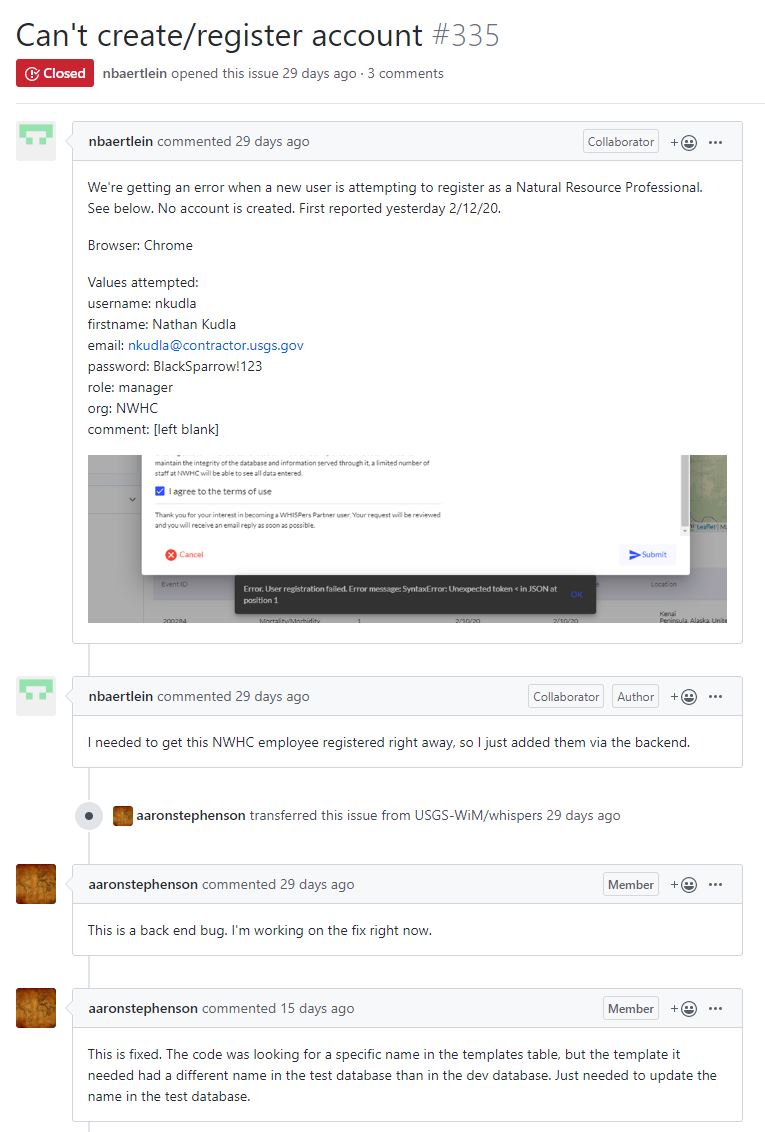 Can't create/register account #335
Closed nbaertlein opened this issue 29 days ago · 3 comments
nbaertlein commented 29 days ago Collaborator + ...
We're getting an error when a new user is attempting to register as a Natural Resource Professional.
See below. No account is created. First reported yesterday 2/12/20.
Browser: Chrome
Values attempted:
username: nkudla
firstname: Nathan Kudla
email: nkudla@contractor.usgs.gov
password: BlackSparrow!123
role: manager
org: NWHC
comment: [left blank]
maintain the integrity of the database and information served through it, a limited number of
staff at NWHC will be able to see all data entered.
I agree to the terms of use
Thank you for your interest in becoming a WHISPers Partner user. Your request will be reviewed
and you will receive an email reply as soon as possible.
Leaflet
Cancel Submit
Event ID Location
Error. User registration failed. Error message: SyntaxError: Unexpected token < in JSON at
position 1 OK
Kenai
200284 Mortality/Morbidity 1 2/10/20 2/10/20 Peninsula, Alaska, Unite
nbaertlein commented 29 days ago Collaborator Author + ...
I needed to get this NWHC employee registered right away, so I just added them via the backend.
aaronstephenson transferred this issue from USGS-WiM/whispers 29 days ago
aaronstephenson commented 29 days ago Member + ...
This is a back end bug. I'm working on the fix right now.
aaronstephenson commented 15 days ago Member + ...
This is fixed. The code was looking for a specific name in the templates table, but the template it
needed had a different name in the test database than in the dev database. Just needed to update the
name in the test database.